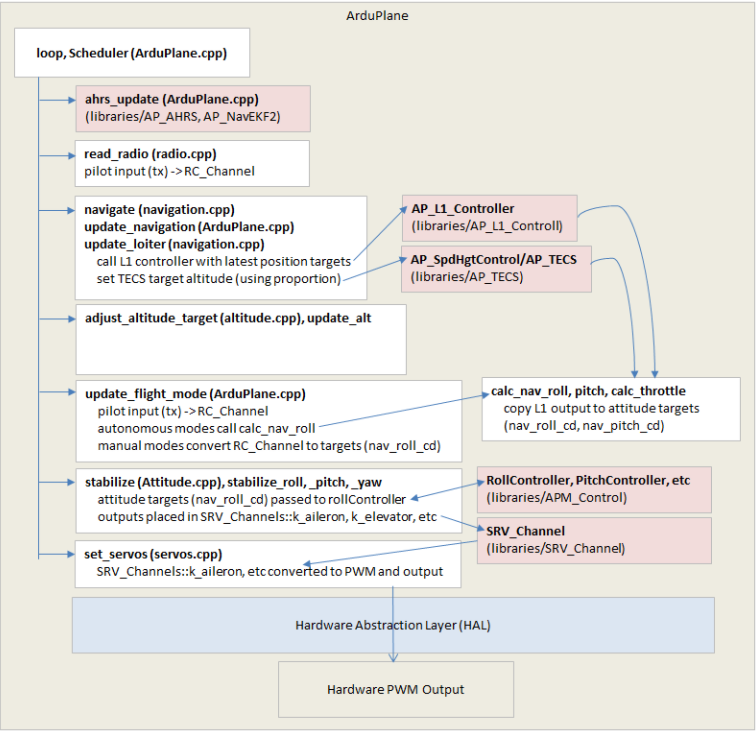 ArduPlane
loop, Scheduler (ArduPlane.cpp)
ahrs_update (ArduPlane.cpp)
(libraries/AP_AHRS, AP_NavEKF2)
read_radio (radio.cpp)
pilot input (tx) -> RC_Channel
navigate (navigation.cpp)
update_navigation (ArduPlane.cpp)
update_loiter (navigation.cpp)
call L1 controller with latest position targets
set TECS target altitude (using proportion)
AP_L1_Controller
(libraries/AP_L1_Controll)
AP_SpdHgtControl/AP_TECS
(libraries/AP_TECS)
adjust_altitude_target (altitude.cpp), update_alt
update_flight_mode (ArduPlane.cpp)
pilot input (tx) -> RC_Channel
autonomous modes call calc_nav_roll
manual modes convert RC_Channel to targets (nav_roll_cd)
calc_nav_roll, pitch, calc_throttle
copy L1 output to attitude targets
(nav_roll_cd, nav_pitch_cd)
stabilize (Attitude.cpp), stabilize_roll, _pitch, _yaw
attitude targets (nav_roll_cd) passed to rollController
outputs placed in SRV_Channels::k_aileron, k_elevator, etc
RollController, PitchController, etc
(libraries/APM_Control)
SRV_Channel
(libraries/SRV_Channel)
set_servos (servos.cpp)
SRV_Channels::k_aileron, etc converted to PWM and output
Hardware Abstraction Layer (HAL)
Hardware PWM Output